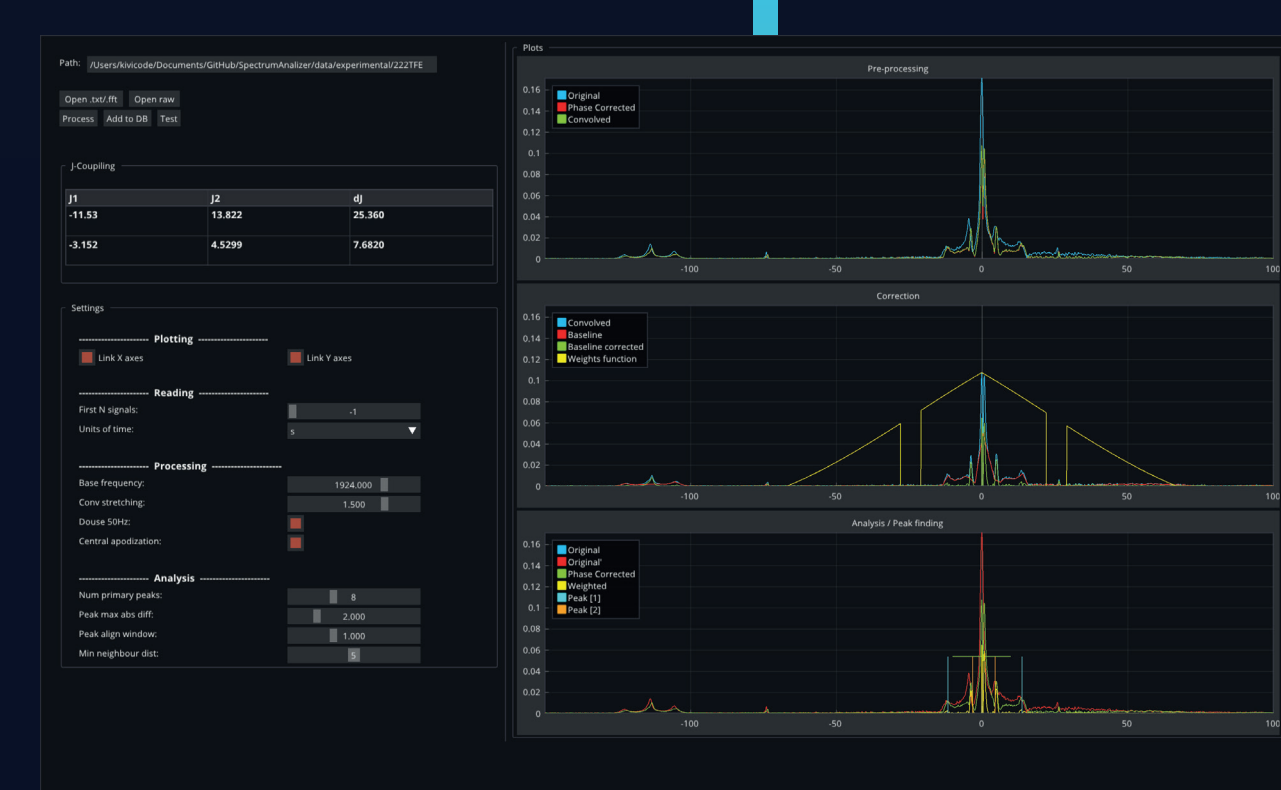 Path: /Users/kivicode/Documents/GitHub/SpectrumAnalizer/data/experimental/222TFE
Open .txt/.fft Open raw
Process Add to DB Test
J-Coupling
J1 J2 dJ
-11.53 13.822 25.360
-3.152 4.5299 7.6820
Settings
---------------------- Plotting ----------------------
Link X axes Link Y axes
---------------------- Reading ----------------------
First N signals: -1
Units of time: s
---------------------- Processing ----------------------
Base frequency: 1924.000
Conv stretching: 1.500
Douse 50Hz:
Central apodization:
---------------------- Analysis ----------------------
Num primary peaks: 8
Peak max abs diff: 2.000
Peak align window: 1.000
Min neighbour dist: 5
Plots
Pre-processing
Original
Phase Corrected
Convolved
0.16
0.14
0.12
0.1
0.08
0.06
0.04
0.02
0
-100 -50 0 50 100
Correction
Convolved
Baseline
Baseline corrected
Weights function
0.16
0.14
0.12
0.1
0.08
0.06
0.04
0.02
0
-100 -50 0 50 100
Analysis / Peak finding
Original
Original'
Phase Corrected
Weighted
Peak [1]
Peak [2]
0.16
0.14
0.12
0.1
0.08
0.06
0.04
0.02
0
-100 -50 0 50 100